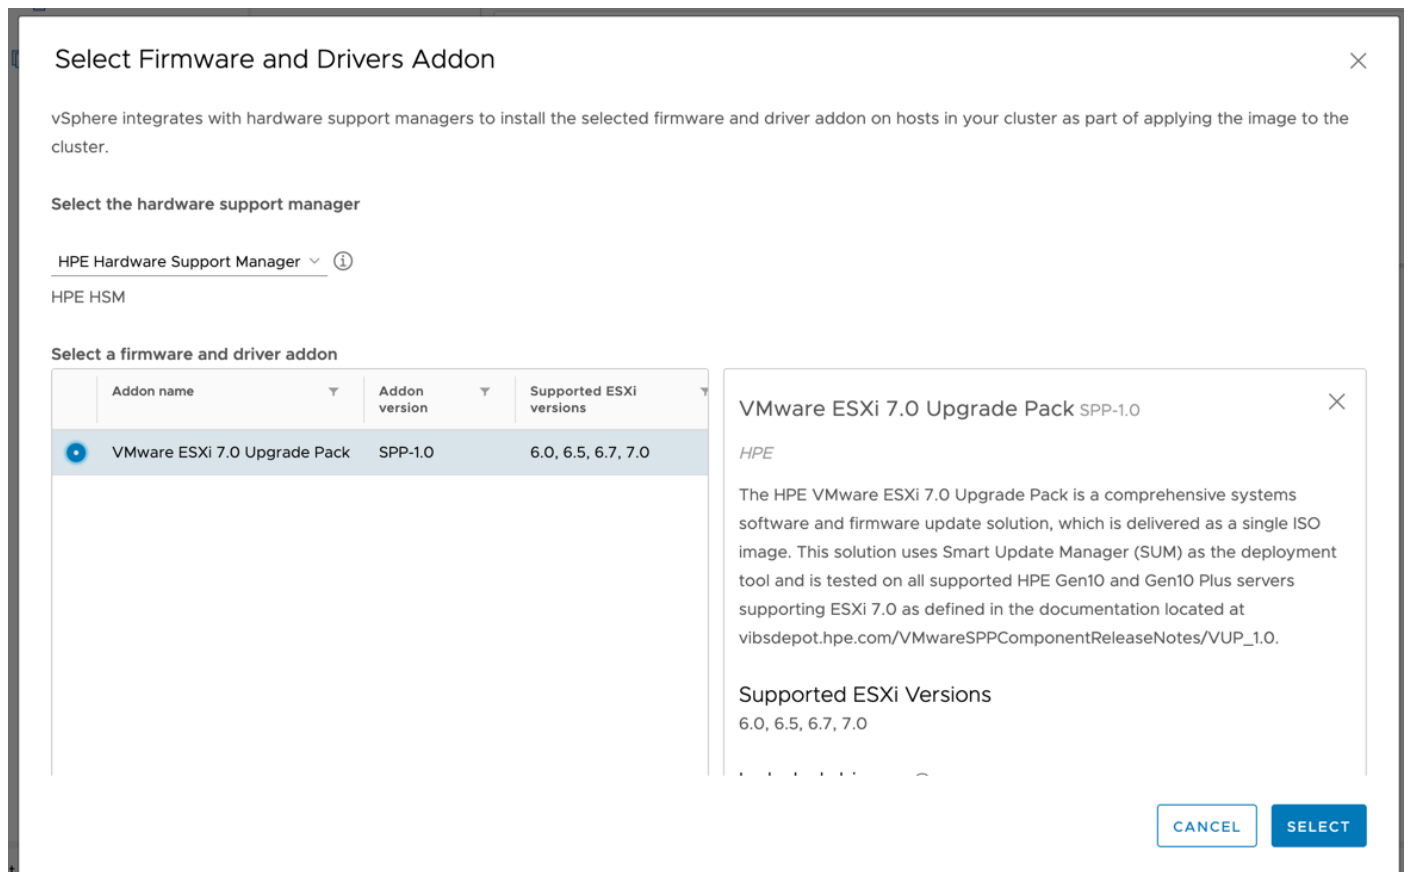 Select Firmware and Drivers Addon
vSphere integrates with hardware support managers to install the selected firmware and driver addon on hosts in your cluster as part of applying the image to the
cluster.
Select the hardware support manager
HPE Hardware Support Manager
HPE HSM
Select a firmware and driver addon
Addon name
Addon
version
Supported ESXi
versions
VMware ESXi 7.0 Upgrade Pack SPP-1.0 6.0, 6.5, 6.7, 7.0
VMware ESXi 7.0 Upgrade Pack SPP-1.0
HPE
The HPE VMware ESXi 7.0 Upgrade Pack is a comprehensive systems
software and firmware update solution, which is delivered as a single ISO
image. This solution uses Smart Update Manager (SUM) as the deployment
tool and is tested on all supported HPE Gen10 and Gen10 Plus servers
supporting ESXi 7.0 as defined in the documentation located at
vibsdepot.hpe.com/VMwareSPPComponentReleaseNotes/VUP_1.0.
Supported ESXi Versions
6.0, 6.5, 6.7, 7.0
CANCEL
SELECT